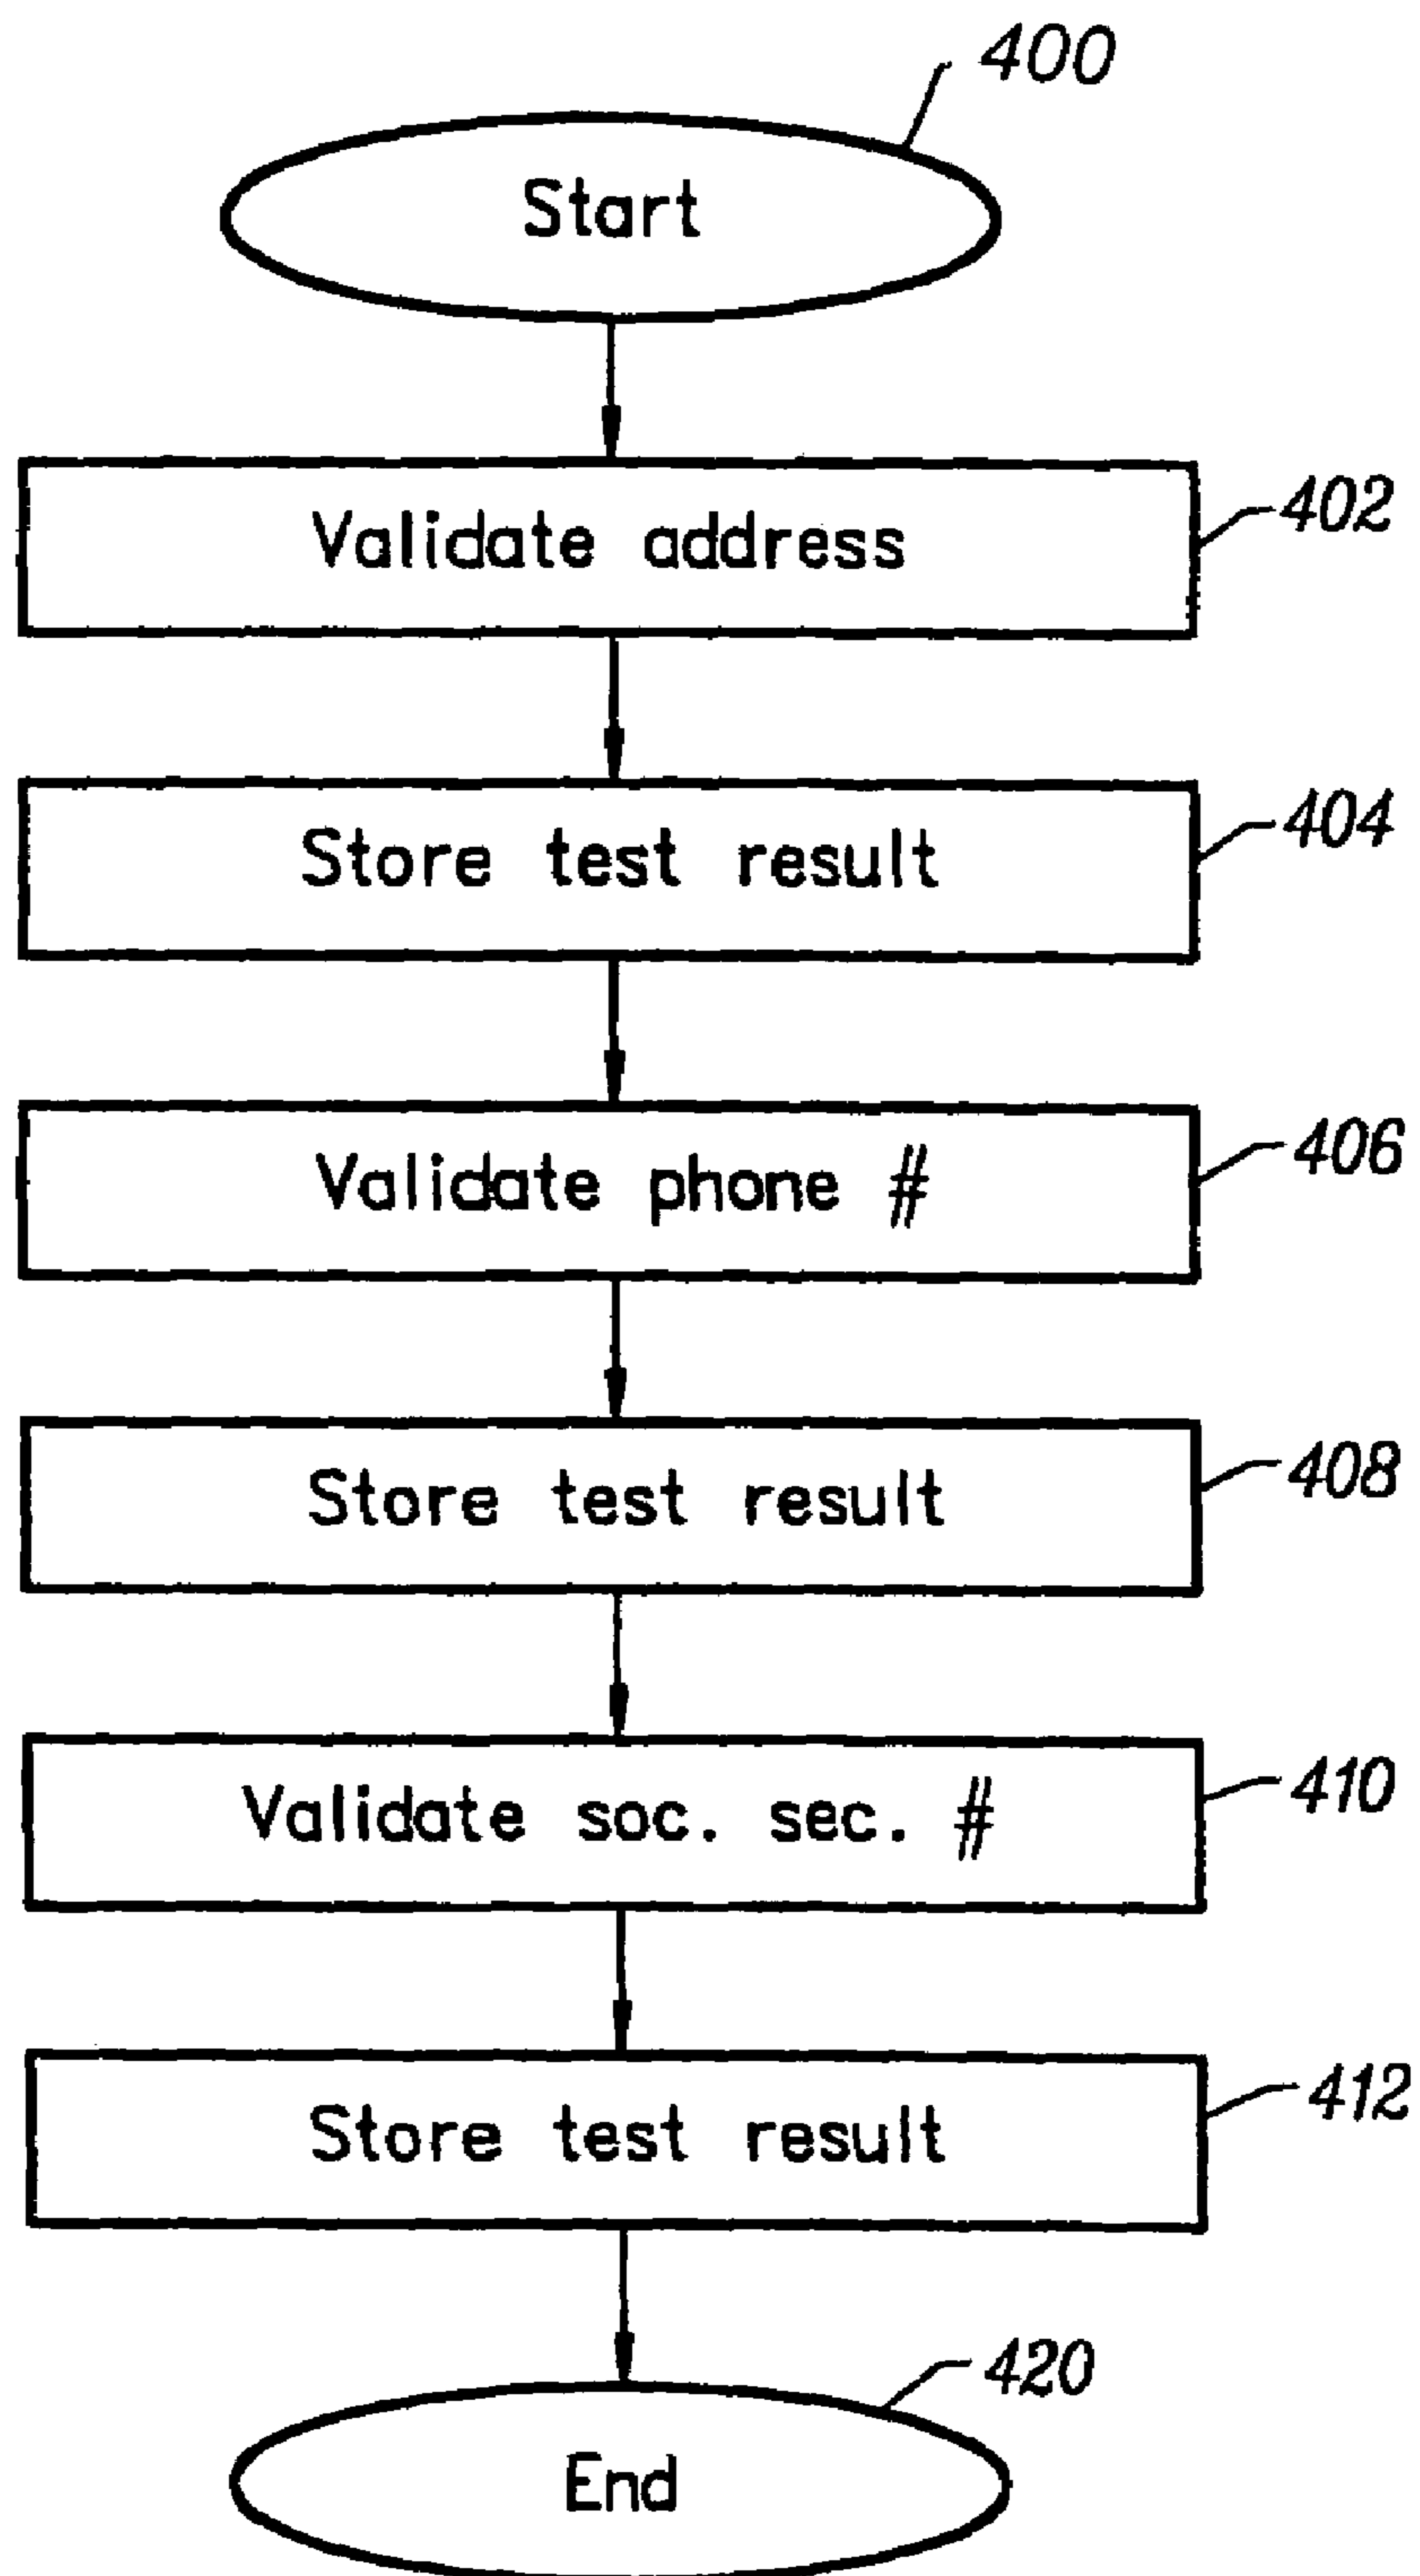 400
Start
Validate address
402
Store test result
404
Validate phone #
406
Store test result
408
Validate soc. sec. #
410
Store test result
412
420
End